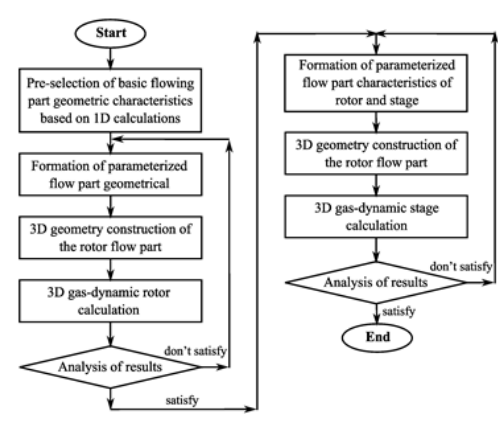 Start
Pre-selection of basic flowing
part geometric characteristics
based on 1D calculations
Formation of parameterized
flow part geometrical
3D geometry construction of
the rotor flow part
3D gas-dynamic rotor
calculation
Analysis of results
don't satisfy
satisfy
Formation of parameterized
flow part characteristics of
rotor and stage
3D geometry construction of
the rotor flow part
3D gas-dynamic stage
calculation
Analysis of results
don't satisfy
satisfy
End